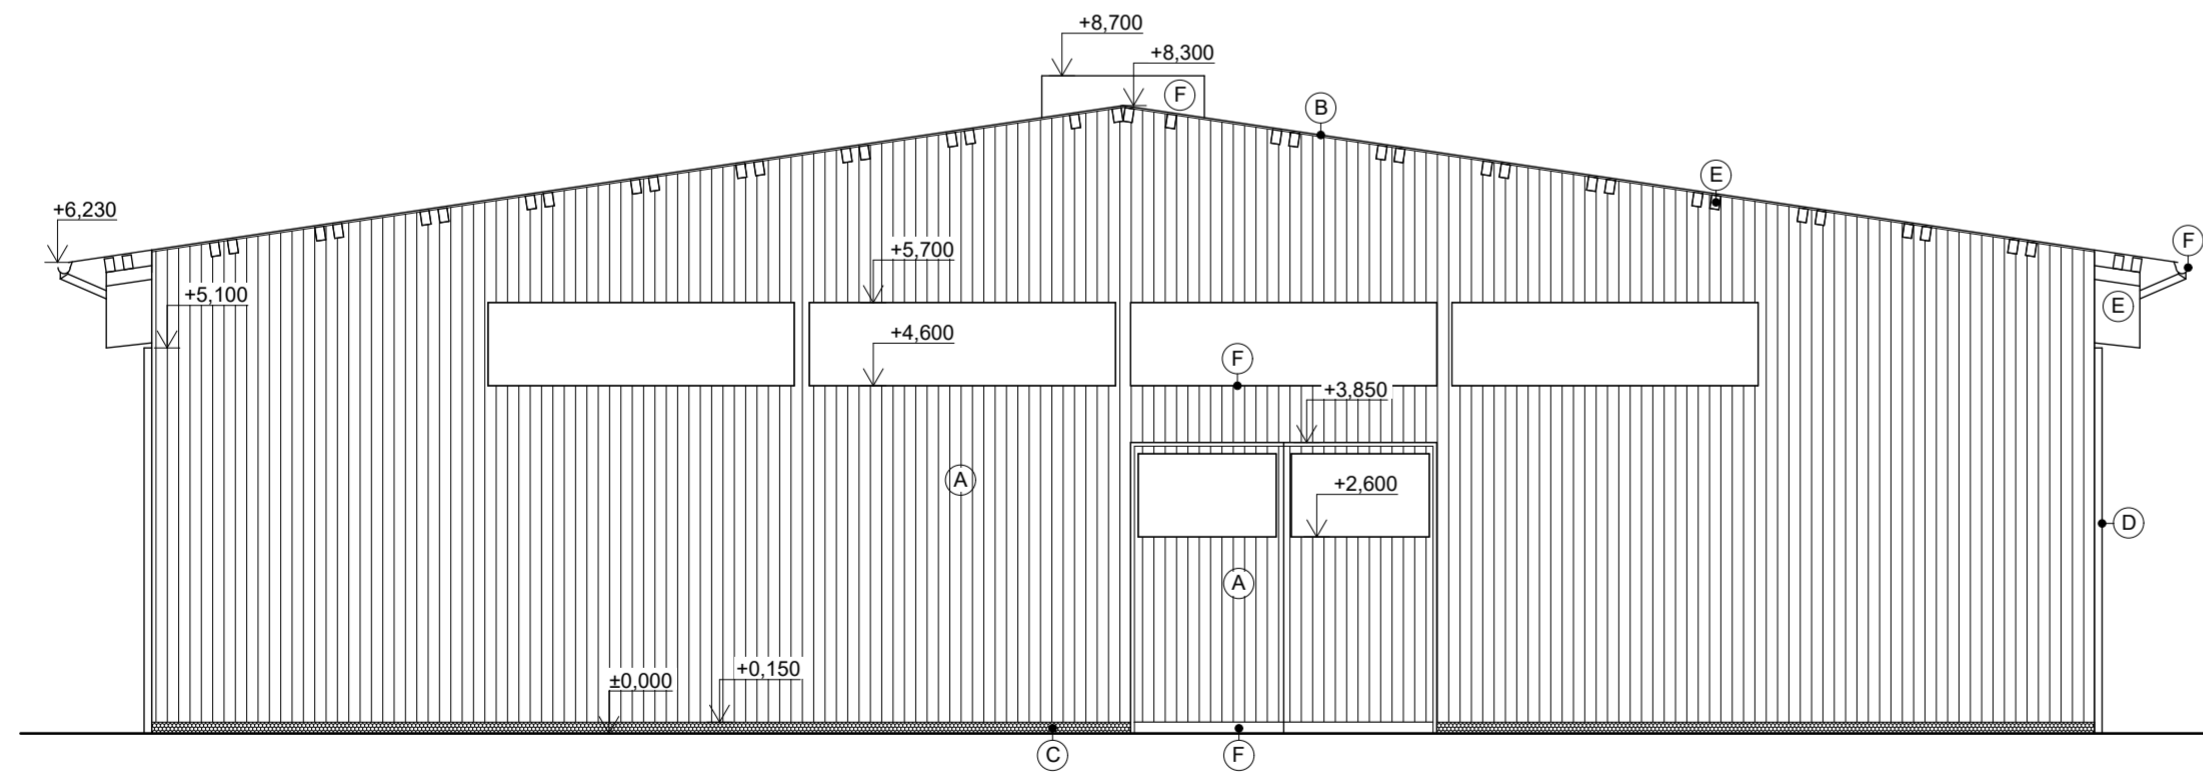 +8,700
+8,300
F
B
E
+6,230
F
+5,700
+5,100
E
+4,600
F
+3,850
A
+2,600
D
A
+0,150
±0,000
C
F